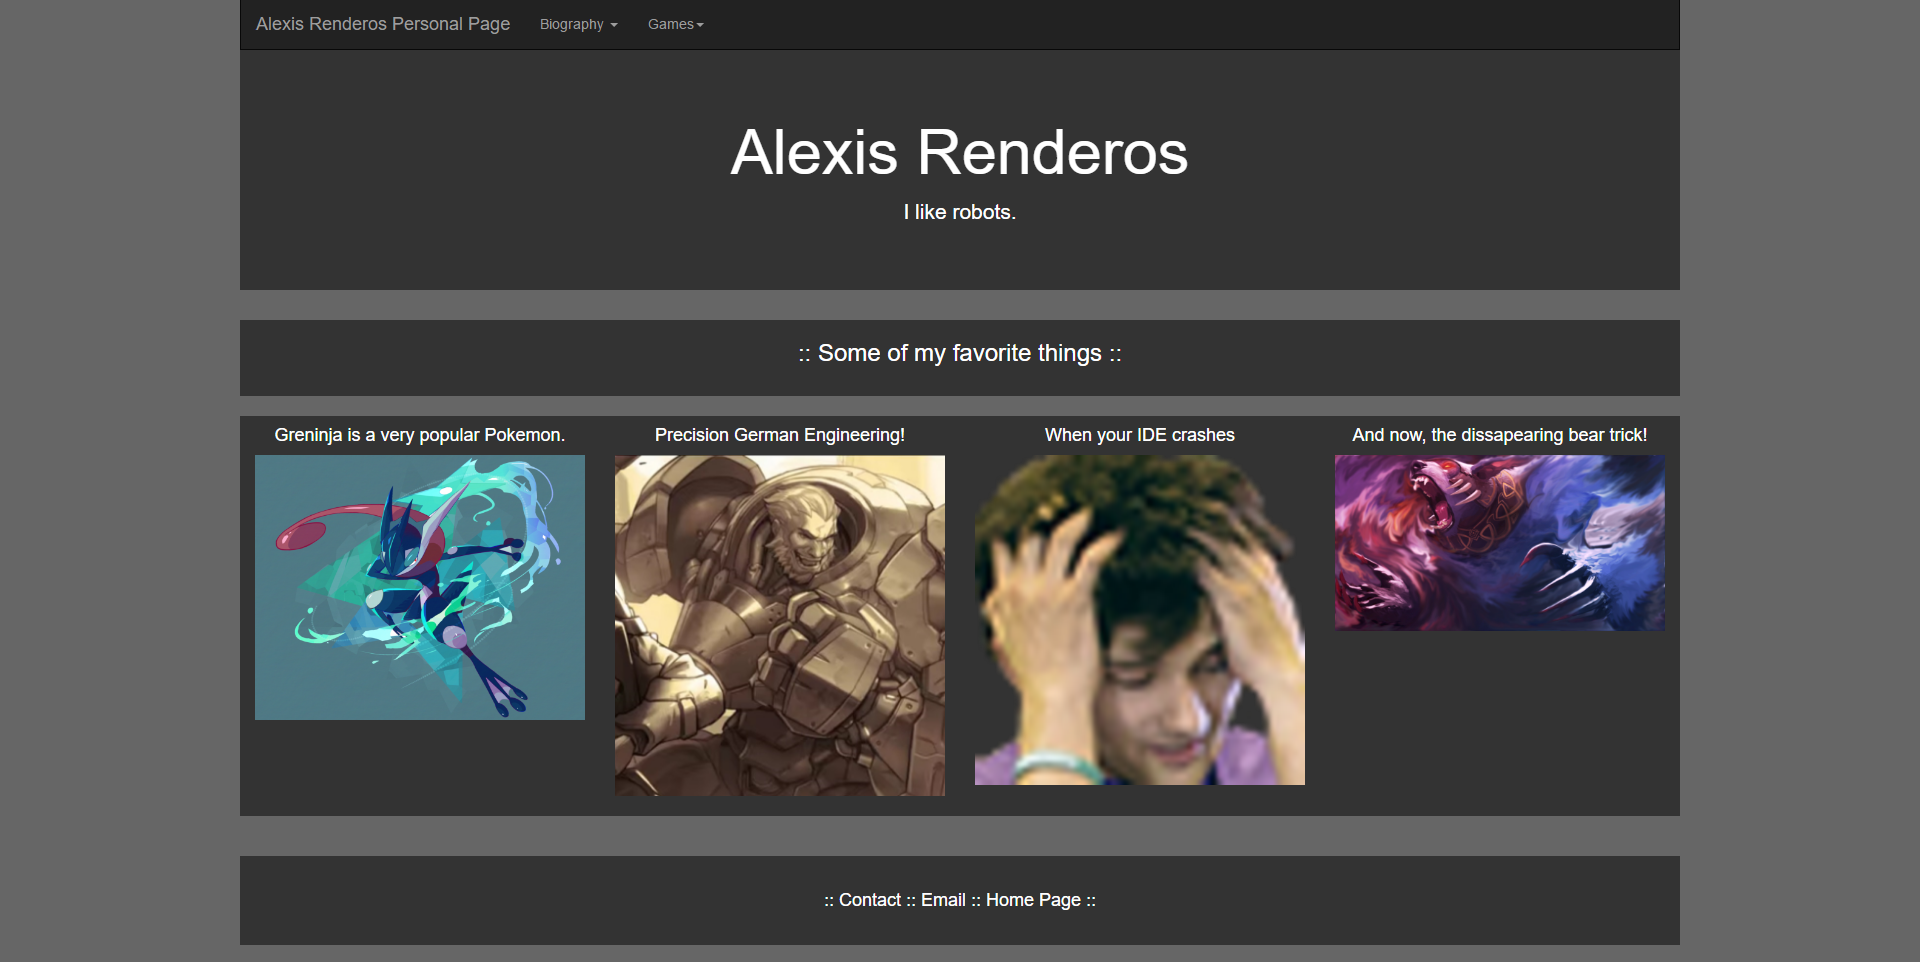 Alexis Renderos Personal Page Biography Games
Alexis Renderos
I like robots.
:: Some of my favorite things ::
Greninja is a very popular Pokemon.
Precision German Engineering!
When your IDE crashes
And now, the dissapearing bear trick!
:: Contact :: Email :: Home Page ::